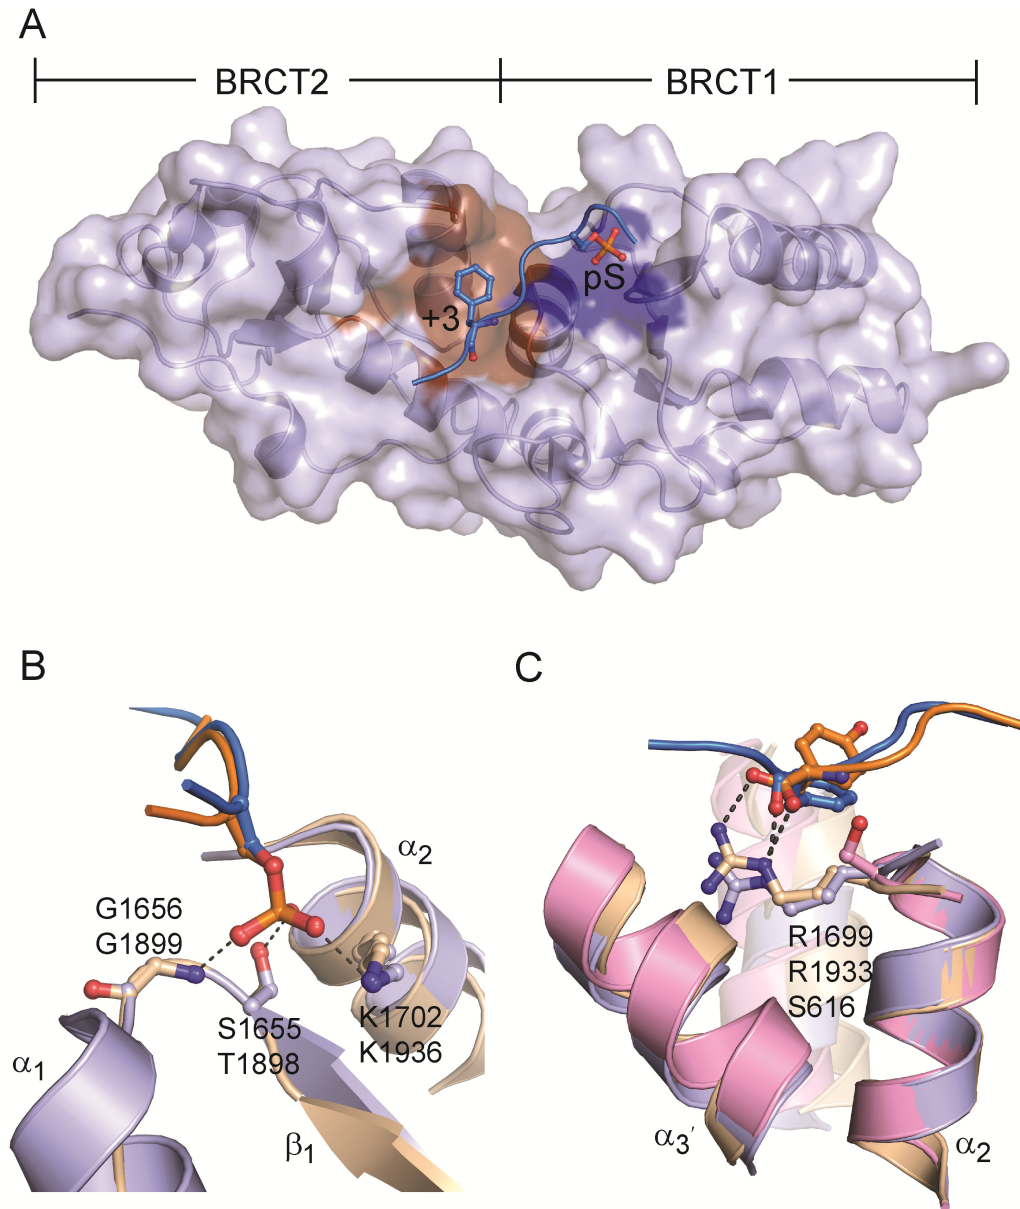 A
BRCT2
BRCT1
pS
+3
B
C
α2
G1656
G1899
S1655
T1898
K1702
K1936
α1
β1
R1699
R1933
S616
α3′
α2